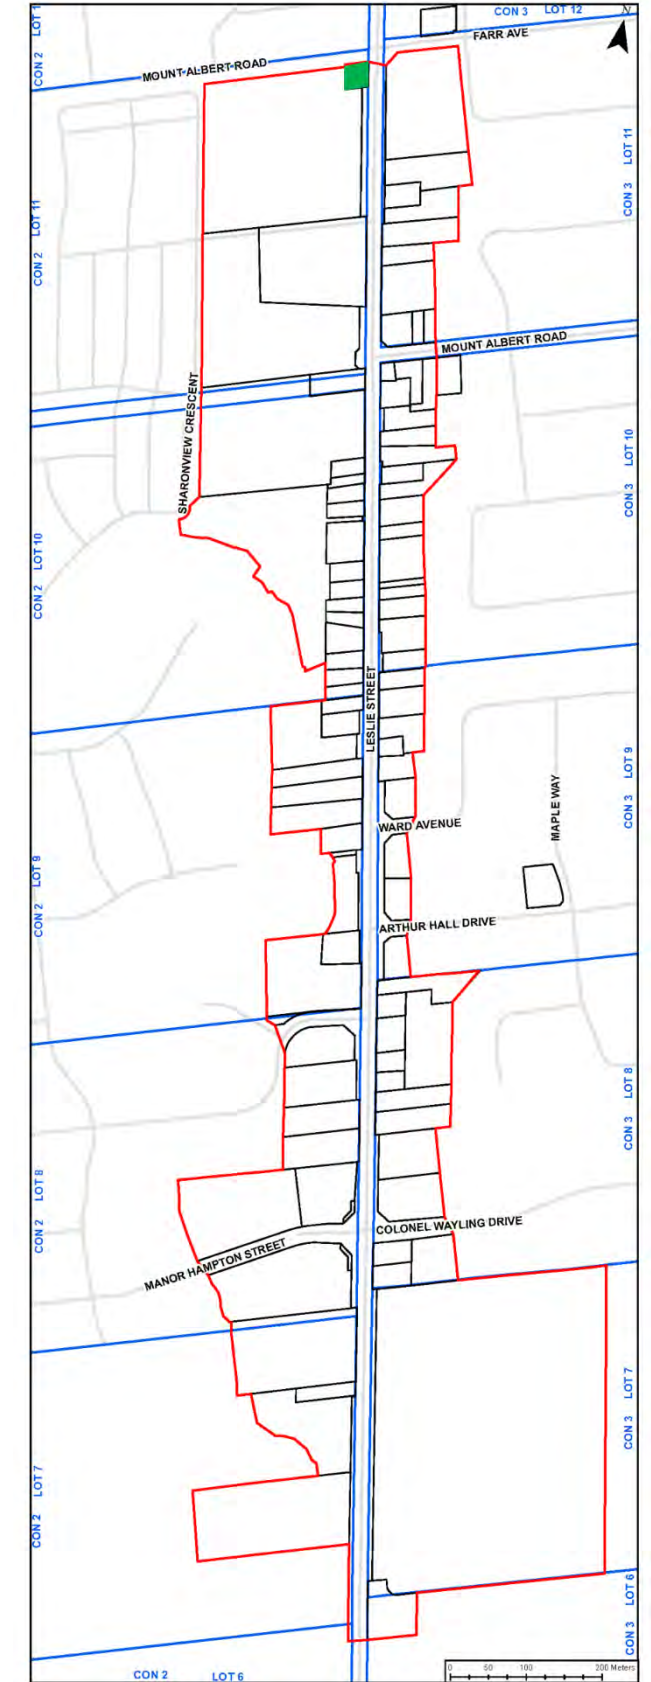 CON 3 LOT 12
N
LOT 1
CON 2
FARR AVE
MOUNT ALBERT ROAD
LOT 11
CON 3
LOT 11
CON 2
MOUNT ALBERT ROAD
SHARONVIEW CRESCENT
LOT 10
CON 3
LOT 10
CON 2
LESLIE STREET
LOT 9
CON 3
MAPLE WAY
WARD AVENUE
LOT 9
CON 2
ARTHUR HALL DRIVE
LOT 8
CON 3
LOT 8
CON 2
COLONEL WAYLING DRIVE
MANOR HAMPTON STREET
LOT 7
CON 3
LOT 7
CON 2
LOT 6
CON 3
0 50 100 200 Meters
CON 2 LOT 6